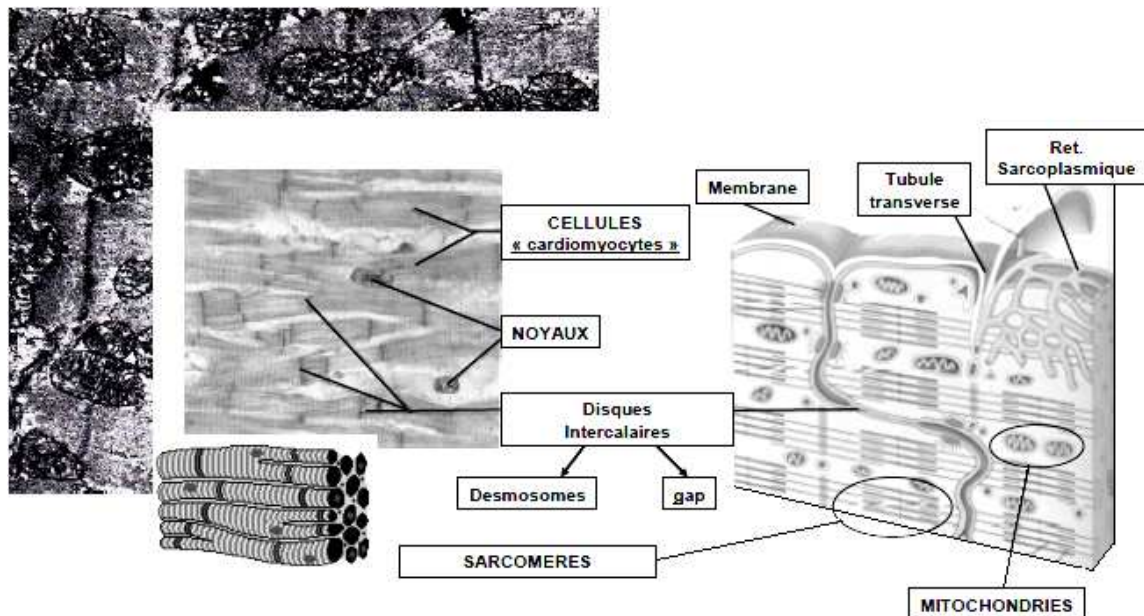 Membrane
Tubule
transverse
Ret.
Sarcoplasmique
CELLULES
« cardiomyocytes »
NOYAUX
Disques
Intercalaires
Desmosomes
gap
SARCOMERES
MITOCHONDRIES